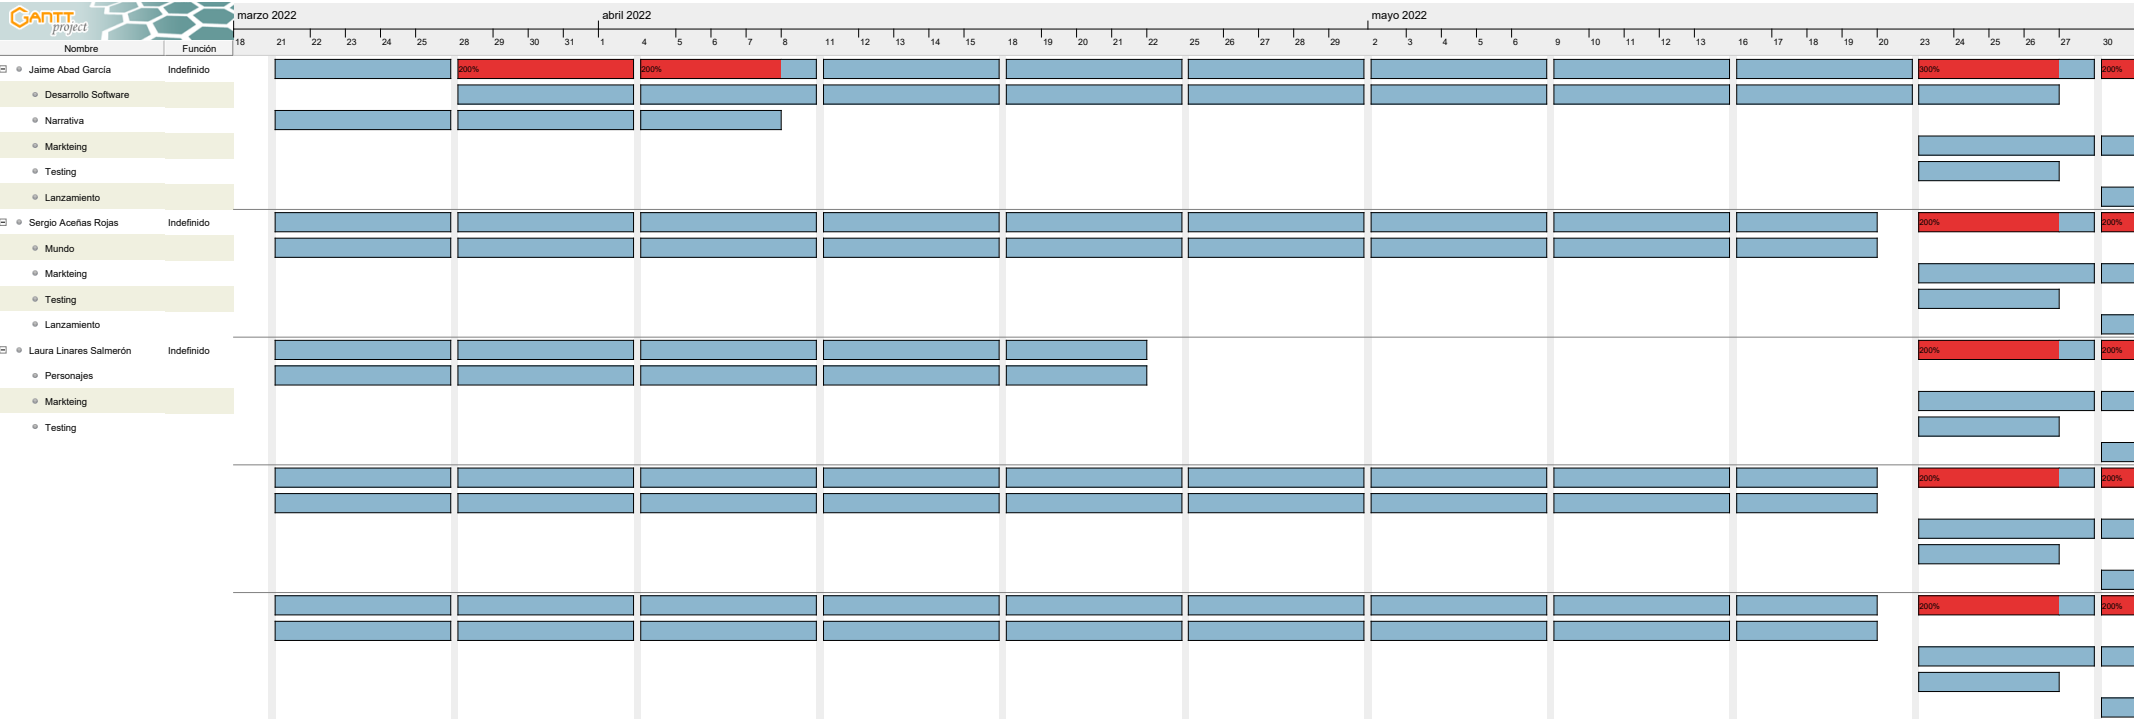 GANTT
project
marzo 2022 abril 2022 mayo 2022
Nombre Función
18 21 22 23 24 25 28 29 30 31 1 4 5 6 7 8 11 12 13 14 15 18 19 20 21 22 25 26 27 28 29 2 3 4 5 6 9 10 11 12 13 16 17 18 19 20 23 24 25 26 27 30
Jaime Abad García Indefinido 200% 200% 300% 200%
Desarrollo Software
Narrativa
Markteing
Testing
Lanzamiento
Sergio Aceñas Rojas Indefinido 200% 200%
Mundo
Markteing
Testing
Lanzamiento
Laura Linares Salmerón Indefinido 200% 200%
Personajes
Markteing
Testing
200% 200%
200% 200%